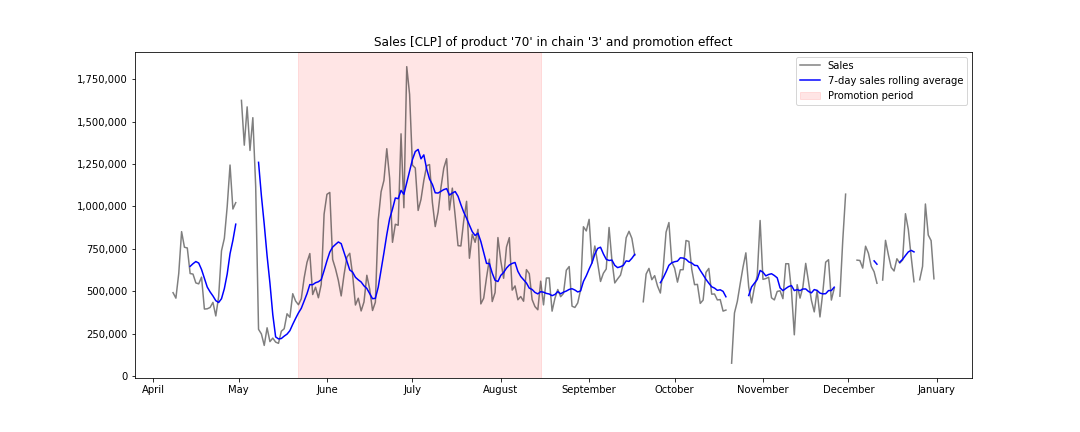 Sales [CLP] of product '70' in chain '3' and promotion effect
Sales
7-day sales rolling average
Promotion period
1,750,000
1,500,000
1,250,000
1,000,000
750,000
500,000
250,000
0
April May June July August September October November December January